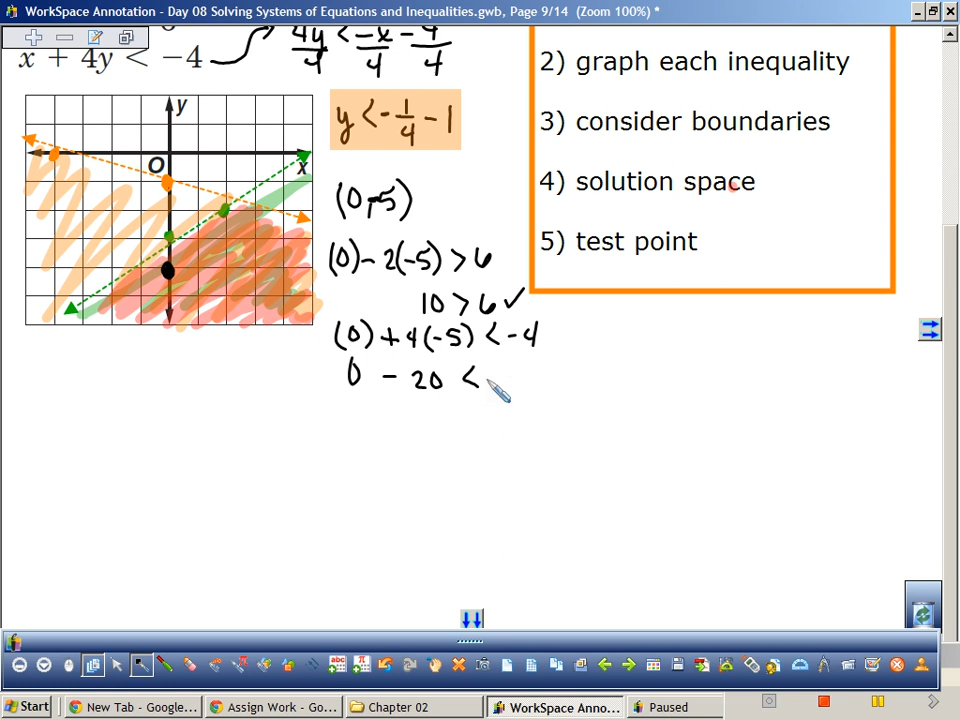 WorkSpace Annotation - Day 08 Solving Systems of Equations and Inequalities.gwb, Page 9/14 (Zoom 100%) *
4y < -x - 4
4 4 4
x + 4y < −4
2) graph each inequality
y < - 1/4 - 1
3) consider boundaries
4) solution space
5) test point
y
O
x
(0,-5)
(0) - 2(-5) > 6
10 > 6 ✓
(0) + 4(-5) < -4
0 - 20 <
abc
Start
New Tab - Google...
Assign Work - Go...
Chapter 02
WorkSpace Anno...
Paused